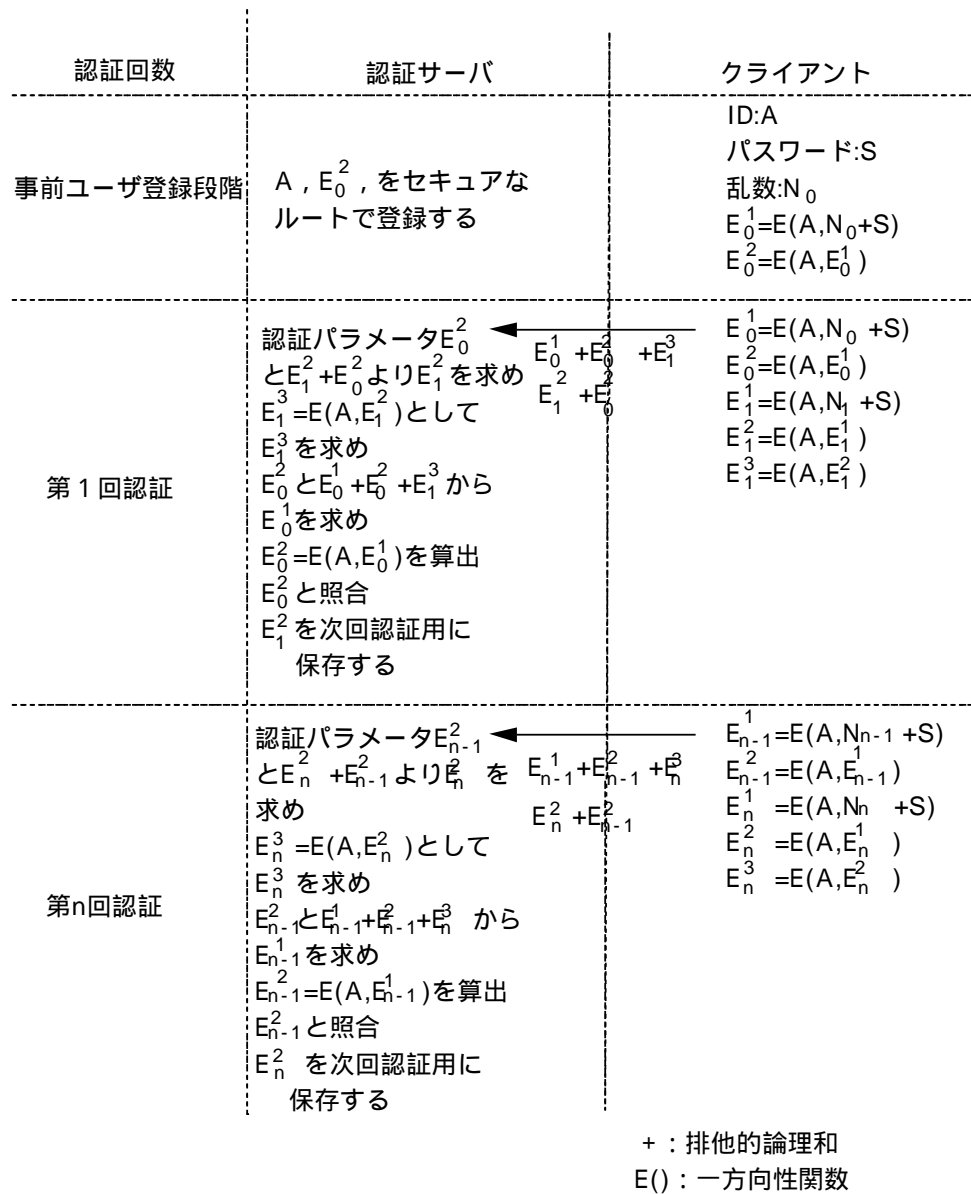 認証回数
認証サーバ
クライアント
事前ユーザ登録段階
A , E₀² , をセキュアな
ルートで登録する
ID:A
パスワード:S
乱数:N₀
E₀¹=E(A,N₀+S)
E₀²=E(A,E₀¹)
第1回認証
認証パラメータE₀²
とE₁²+E₀²よりE₁²を求め
E₁³=E(A,E₁²)として
E₁³を求め
E₀²とE₀¹+E₀²+E₁³から
E₀¹を求め
E₀²=E(A,E₀¹)を算出
E₀²と照合
E₁²を次回認証用に
保存する
E₀¹+E₀²+E₁³
E₁²+E₀²
E₀¹=E(A,N₀+S)
E₀²=E(A,E₀¹)
E₁¹=E(A,N₁+S)
E₁²=E(A,E₁¹)
E₁³=E(A,E₁²)
第n回認証
認証パラメータEₙ₋₁²
とEₙ²+Eₙ₋₁²よりEₙ²を
求め
Eₙ³=E(A,Eₙ²)として
Eₙ³を求め
Eₙ₋₁²とEₙ₋₁¹+Eₙ₋₁²+Eₙ³から
Eₙ₋₁¹を求め
Eₙ₋₁²=E(A,Eₙ₋₁¹)を算出
Eₙ₋₁²と照合
Eₙ²を次回認証用に
保存する
Eₙ₋₁¹+Eₙ₋₁²+Eₙ³
Eₙ²+Eₙ₋₁²
Eₙ₋₁¹=E(A,Nₙ₋₁+S)
Eₙ₋₁²=E(A,Eₙ₋₁¹)
Eₙ¹=E(A,Nₙ+S)
Eₙ²=E(A,Eₙ¹)
Eₙ³=E(A,Eₙ²)
+:排他的論理和
E():一方向性関数